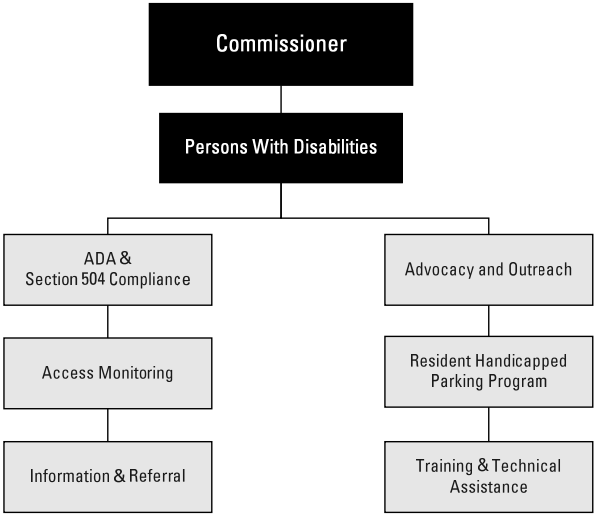 Commissioner
Persons With Disabilities
ADA &
Section 504 Compliance
Advocacy and Outreach
Access Monitoring
Resident Handicapped
Parking Program
Information & Referral
Training & Technical
Assistance